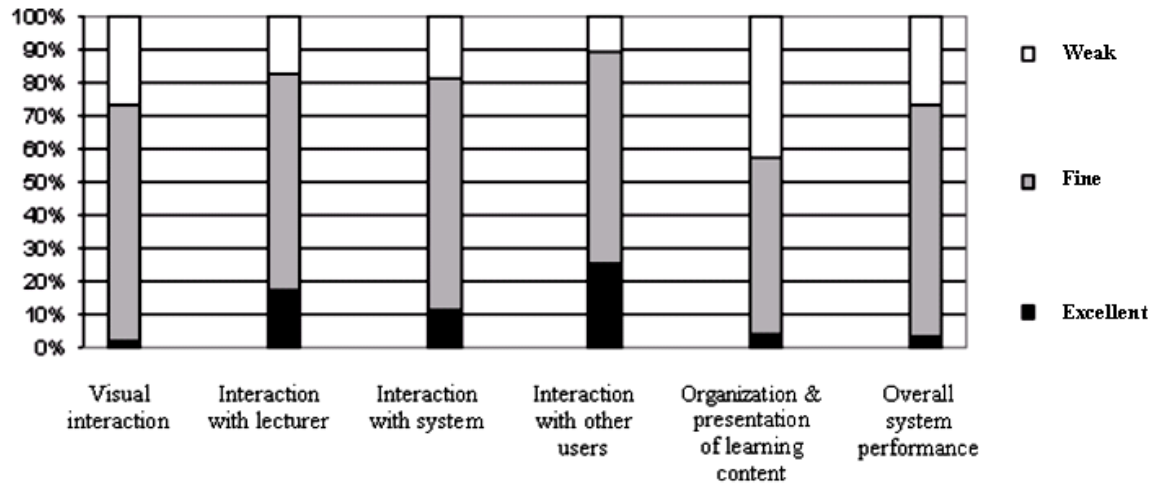 100%
90%
80%
70%
60%
50%
40%
30%
20%
10%
0%
Weak
Fine
Excellent
Visual
interaction
Interaction
with lecturer
Interaction
with system
Interaction
with other
users
Organization &
presentation
of learning
content
Overall
system
performance